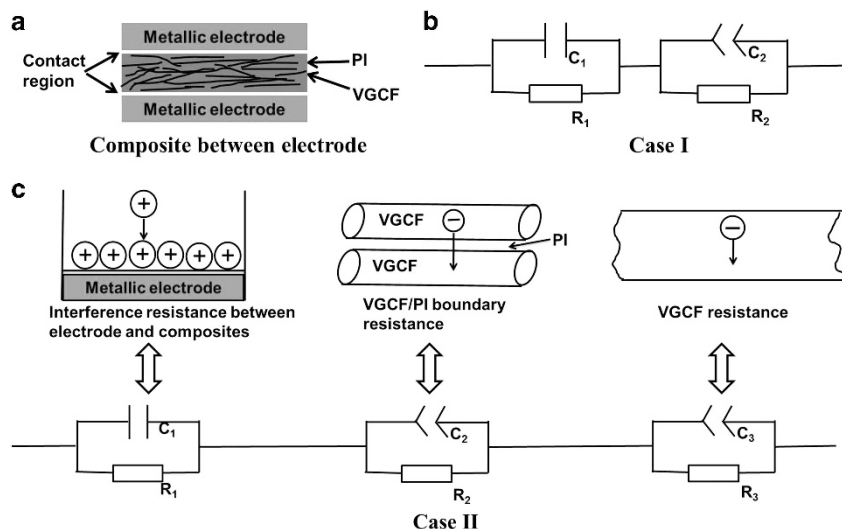 a
Metallic electrode
Contact region
PI
VGCF
Metallic electrode
Composite between electrode
b
C1
R1
C2
R2
Case I
c
+
+ + + + + +
Metallic electrode
Interference resistance between
electrode and composites
VGCF
−
VGCF
PI
VGCF/PI boundary
resistance
−
VGCF resistance
C1
R1
C2
R2
C3
R3
Case II